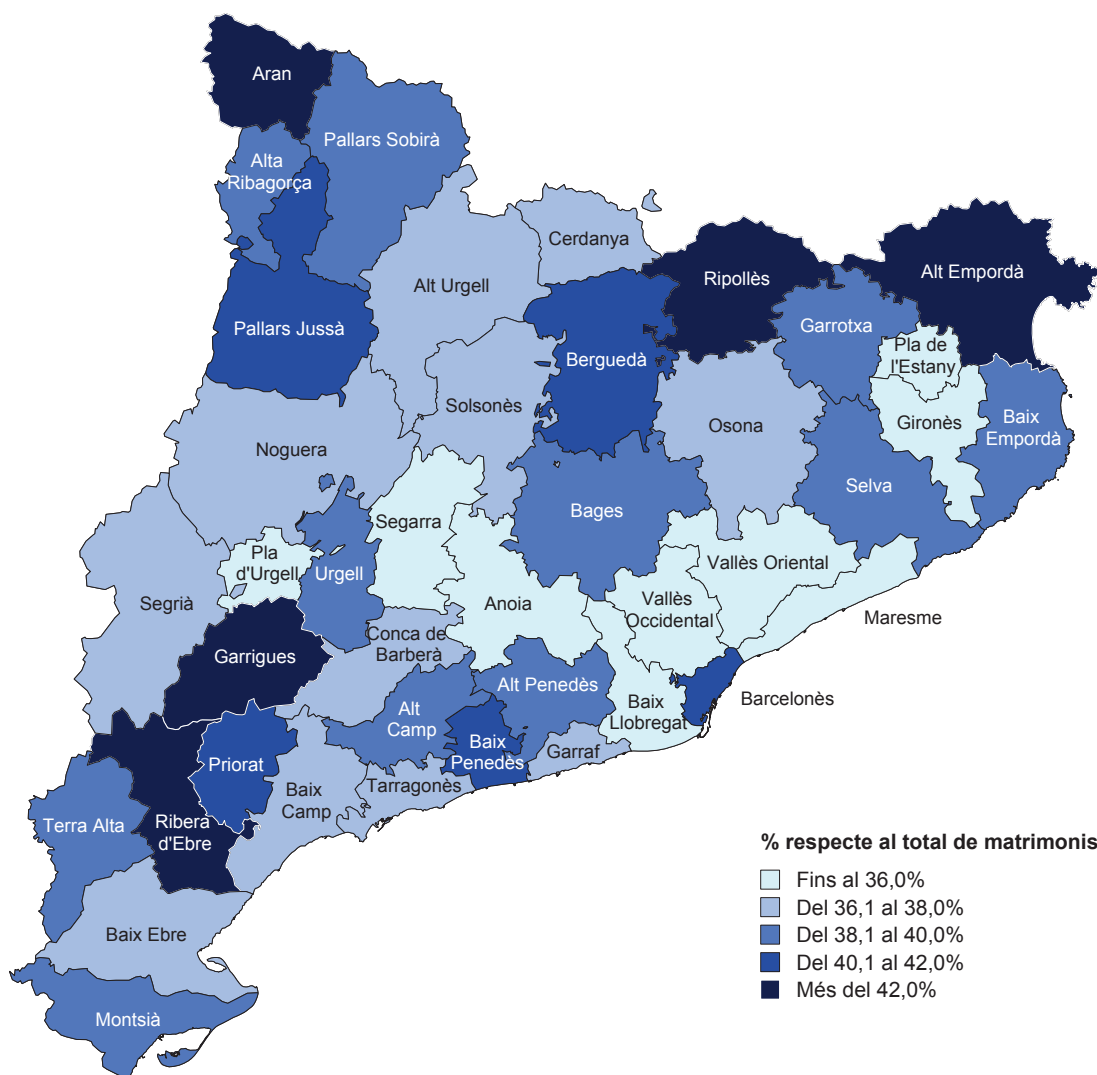 Aran
Pallars Sobirà
Alta
Ribagorça
Cerdanya
Alt Urgell
Ripollès
Alt Empordà
Pallars Jussà
Garrotxa
Pla de
l'Estany
Berguedà
Solsonès
Gironès
Baix
Empordà
Osona
Noguera
Selva
Bages
Segarra
Pla
d'Urgell
Urgell
Vallès Oriental
Segrià
Anoia
Vallès
Occidental
Maresme
Conca de
Barberà
Garrigues
Alt Penedès
Barcelonès
Baix
Llobregat
Alt
Camp
Baix
Penedès
Garraf
Priorat
Baix
Camp
Tarragonès
Terra Alta
Ribera
d'Ebre
Baix Ebre
Montsià
% respecte al total de matrimonis
Fins al 36,0%
Del 36,1 al 38,0%
Del 38,1 al 40,0%
Del 40,1 al 42,0%
Més del 42,0%